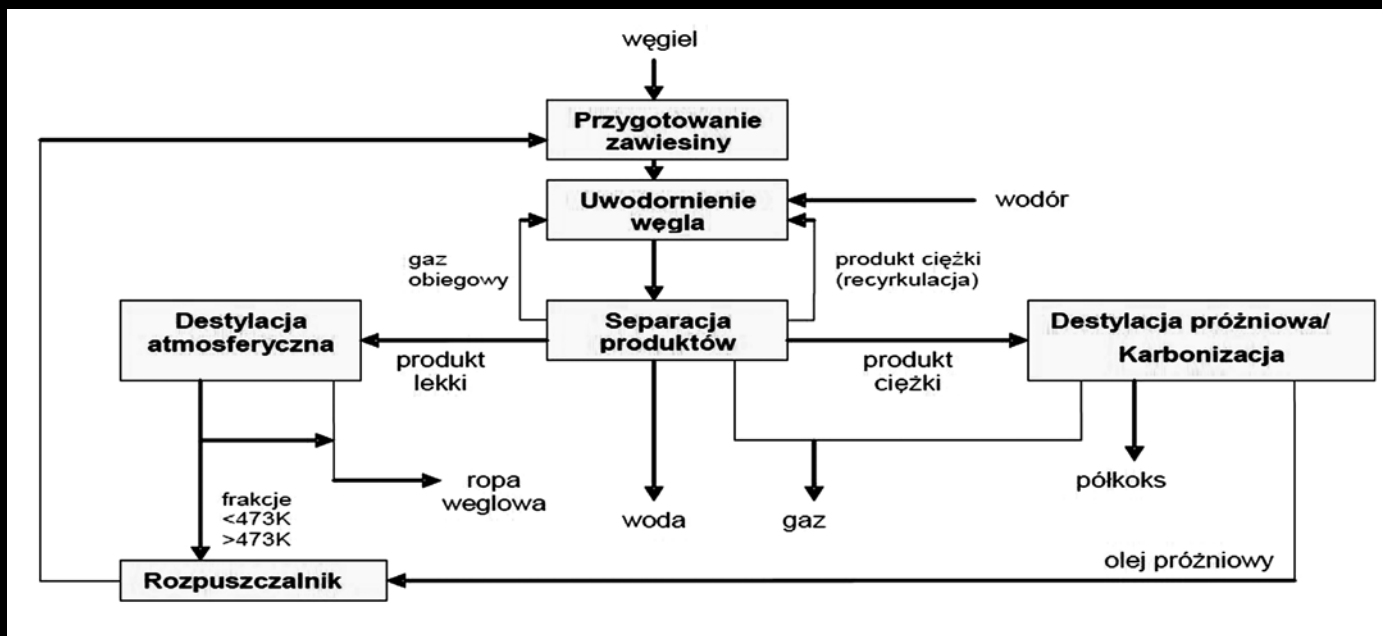 węgiel
Przygotowanie
zawiesiny
Uwodornienie
węgla
wodór
gaz
obiegowy
produkt ciężki
(recyrkulacja)
Destylacja
atmosferyczna
Separacja
produktów
Destylacja próżniowa/
Karbonizacja
produkt
lekki
produkt
ciężki
ropa
weglowa
frakcje
<473K
>473K
woda
gaz
półkoks
olej próżniowy
Rozpuszczalnik